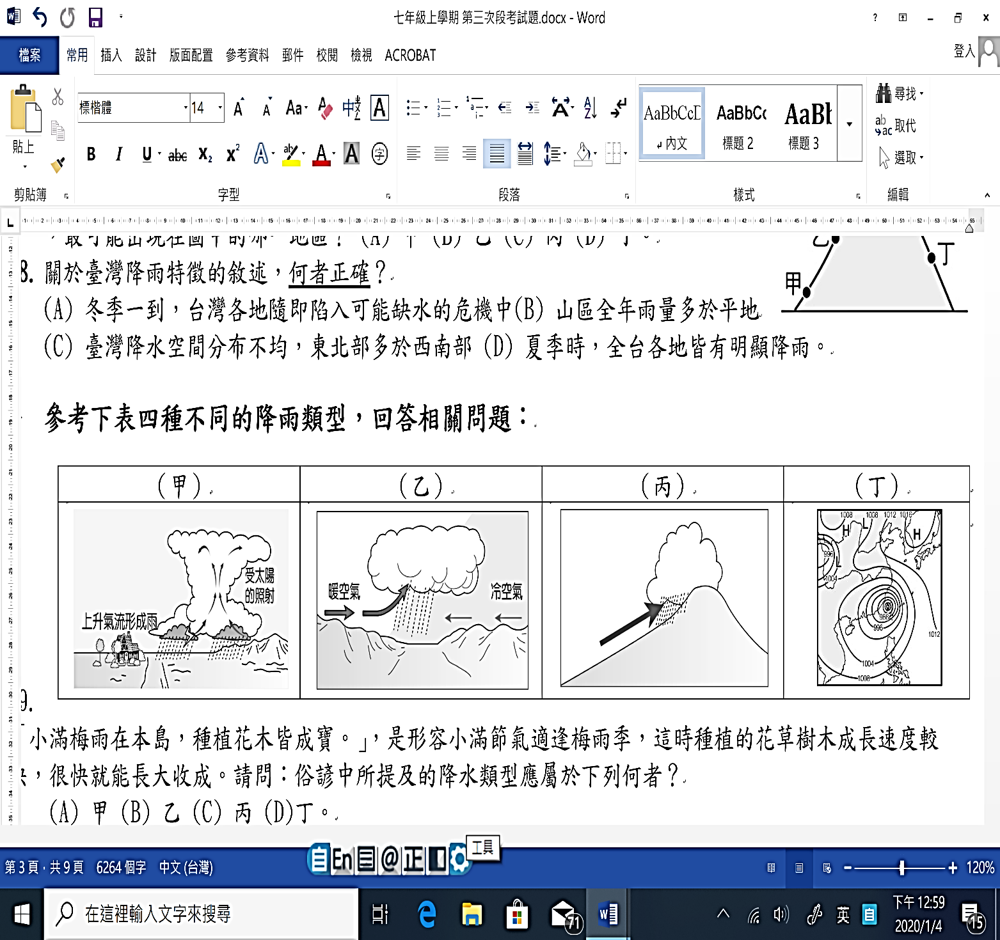 七年級上學期 第三次段考試題.docx - Word
?
檔案 常用 插入 設計 版面配置 參考資料 郵件 校閱 檢視 ACROBAT
登入
標楷體 14
貼上
AaBbCcD AaBbCc AaBb
內文 標題 2 標題 3
尋找
取代
選取
剪貼簿 字型 段落 樣式 編輯
8. 關於臺灣降雨特徵的敘述,何者正確?
(A) 冬季一到,台灣各地隨即陷入可能缺水的危機中(B) 山區全年雨量多於平地
(C) 臺灣降水空間分布不均,東北部多於西南部 (D) 夏季時,全台各地皆有明顯降雨。
乙
丁
甲
參考下表四種不同的降雨類型,回答相關問題:
(甲) (乙) (丙) (丁)
受太陽
的照射
上升氣流形成雨
暖空氣
冷空氣
1008 1008 1012 1016
H L H
996
L
1004
996
1012
1004
1008
9.
小滿梅雨在本島,種植花木皆成寶。」,是形容小滿節氣適逢梅雨季,這時種植的花草樹木成長速度較
,很快就能長大收成。請問:俗諺中所提及的降水類型應屬於下列何者?
(A) 甲 (B) 乙 (C) 丙 (D)丁。
En @ 正
工具
第 3 頁,共 9 頁 6264 個字 中文 (台灣)
120%
在這裡輸入文字來搜尋
71
英
下午 12:59
2020/1/4
15